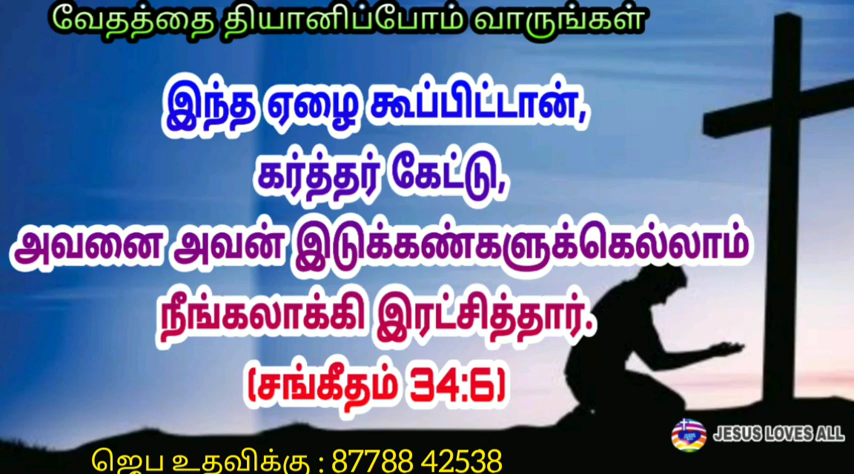 வேதத்தை தியானிப்போம் வாருங்கள்
இந்த ஏழை கூப்பிட்டான்,
கர்த்தர் கேட்டு,
அவனை அவன் இடுக்கண்களுக்கெல்லாம்
நீங்கலாக்கி இரட்சித்தார்.
(சங்கீதம் 34:6)
JESUS LOVES ALL
ஜெப உதவிக்கு : 87788 42538